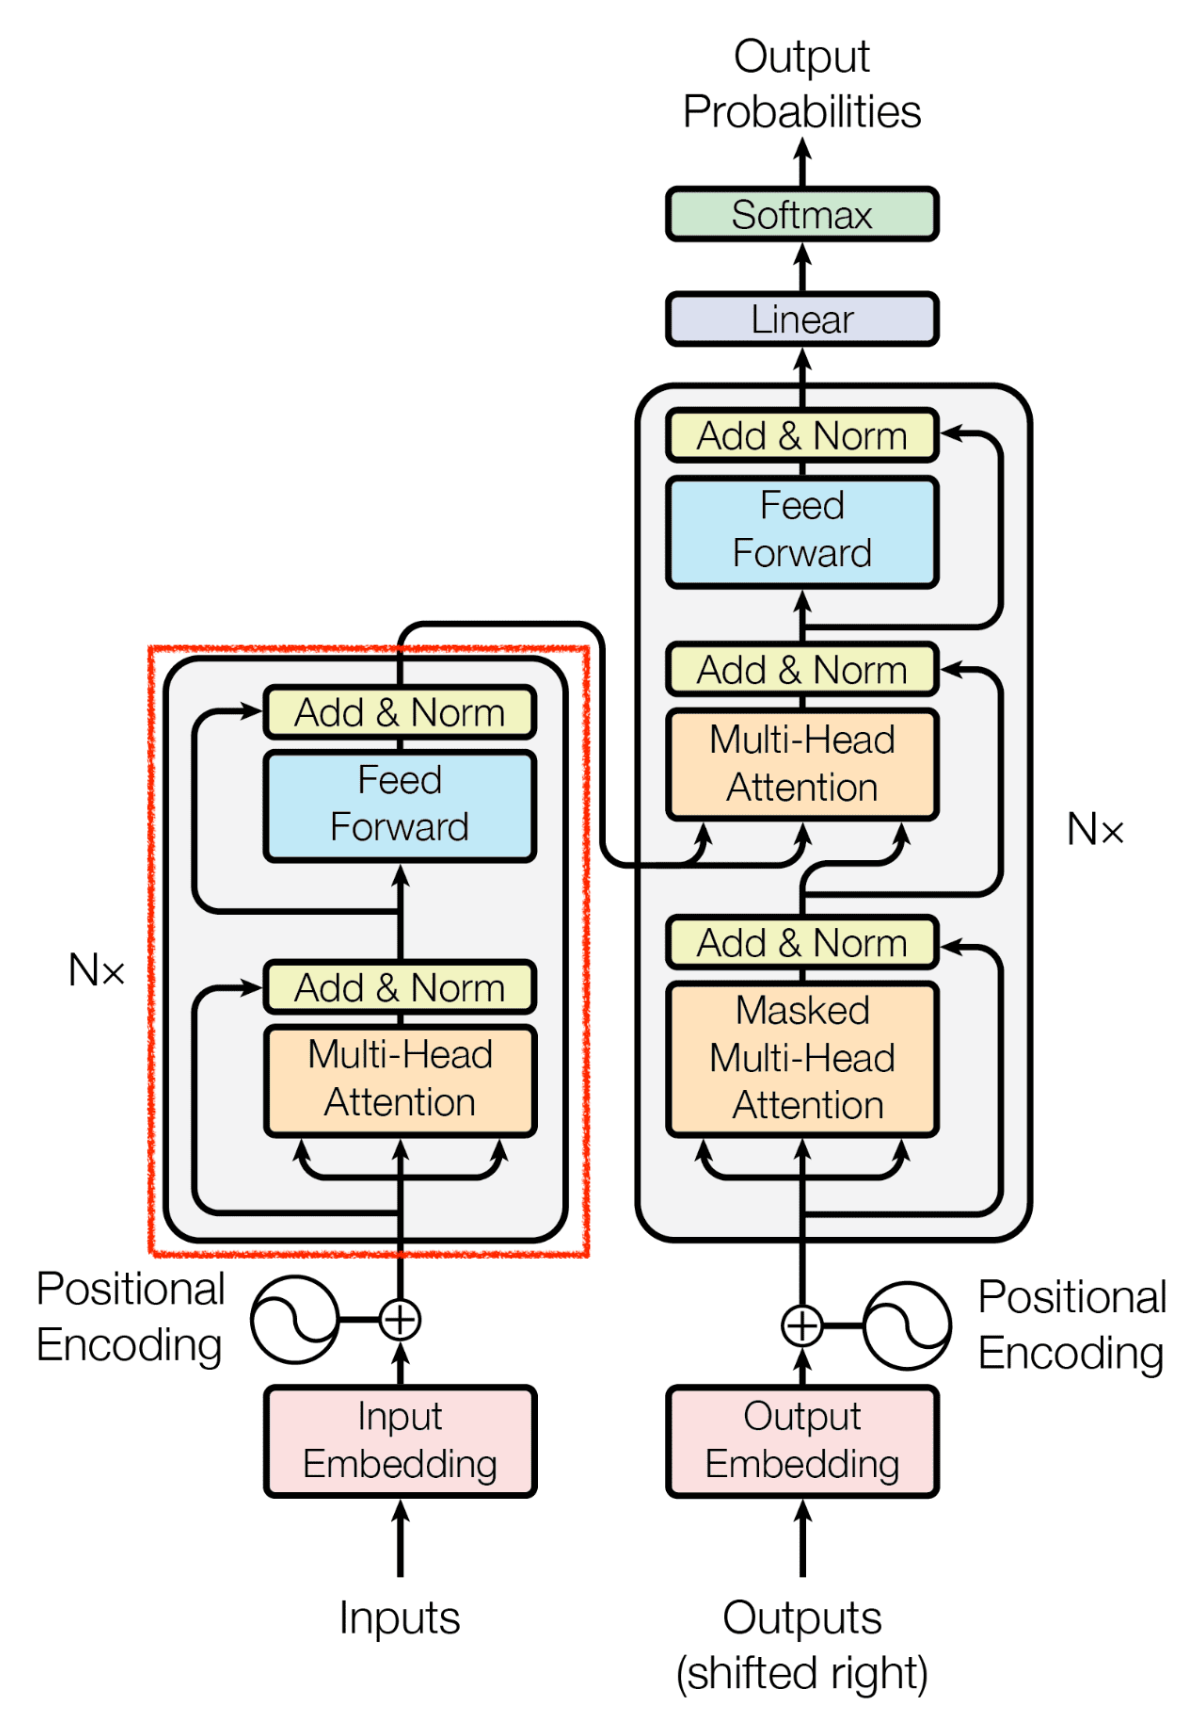 Output
Probabilities
Softmax
Linear
Add & Norm
Feed
Forward
Add & Norm
Multi-Head
Attention
Nx
Add & Norm
Masked
Multi-Head
Attention
Add & Norm
Feed
Forward
Nx
Add & Norm
Multi-Head
Attention
Positional
Encoding
Positional
Encoding
Input
Embedding
Output
Embedding
Inputs
Outputs
(shifted right)